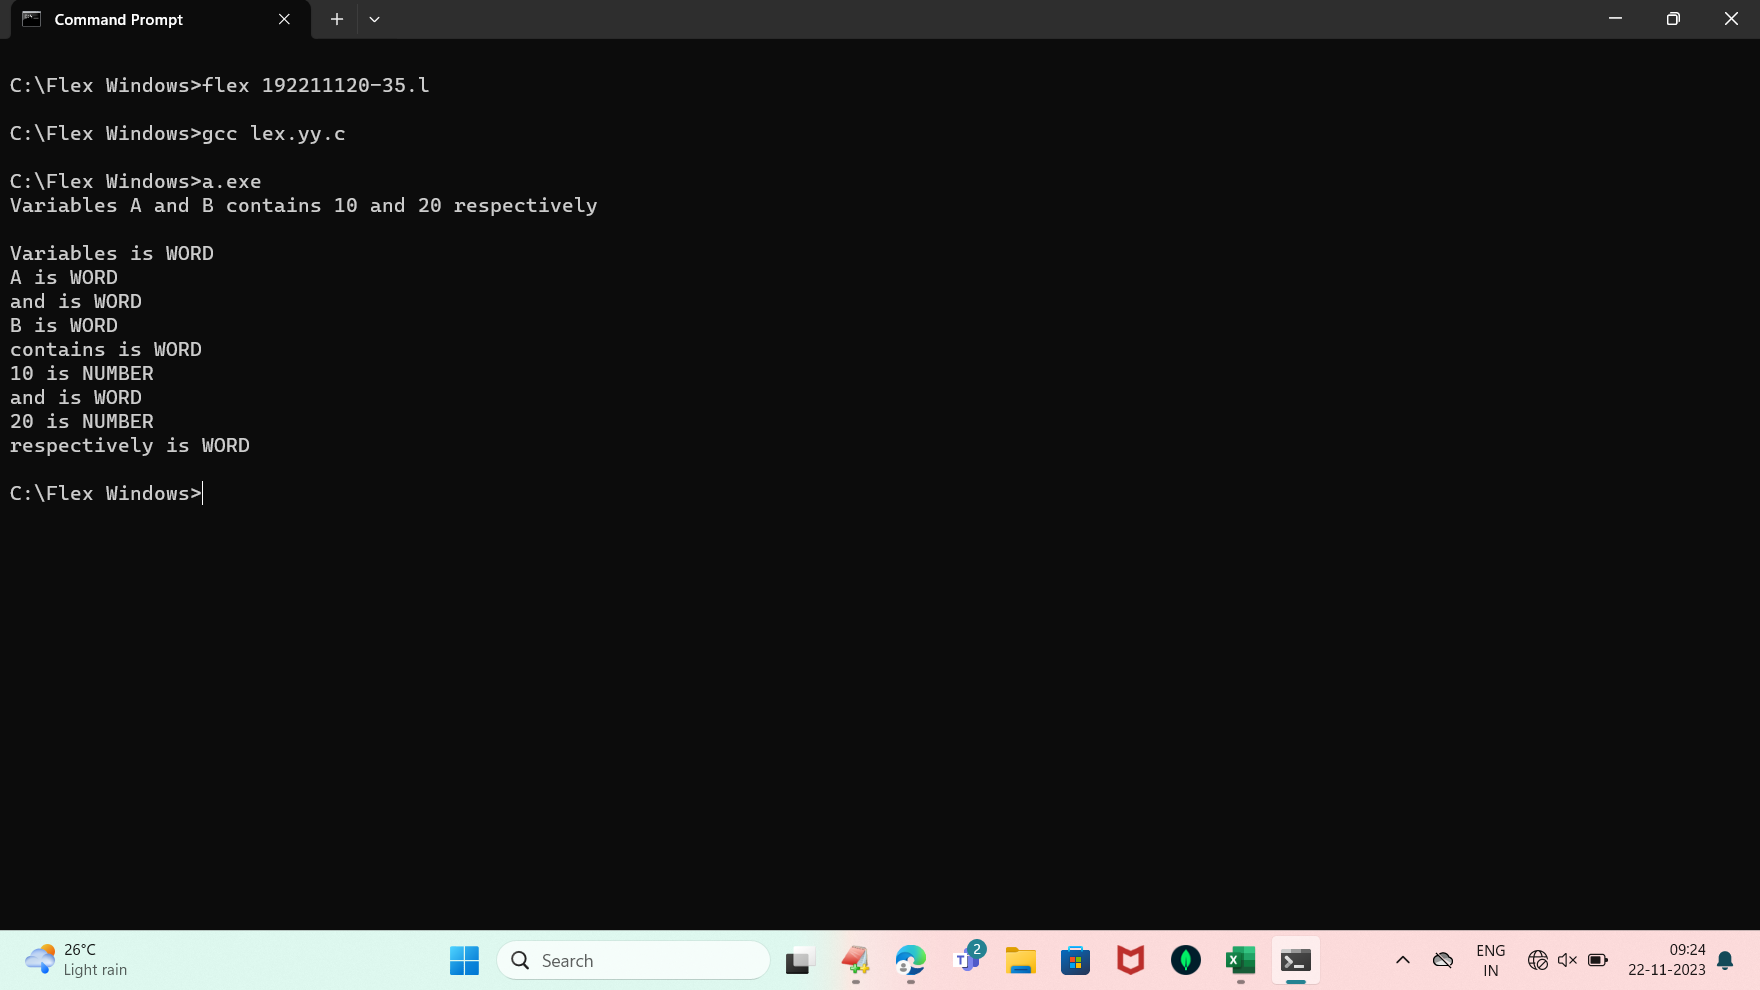 Command Prompt
C:\Flex Windows>flex 192211120-35.l
C:\Flex Windows>gcc lex.yy.c
C:\Flex Windows>a.exe
Variables A and B contains 10 and 20 respectively
Variables is WORD
A is WORD
and is WORD
B is WORD
contains is WORD
10 is NUMBER
and is WORD
20 is NUMBER
respectively is WORD
C:\Flex Windows>
26°C
Light rain
Search
2
ENG
IN
09:24
22-11-2023